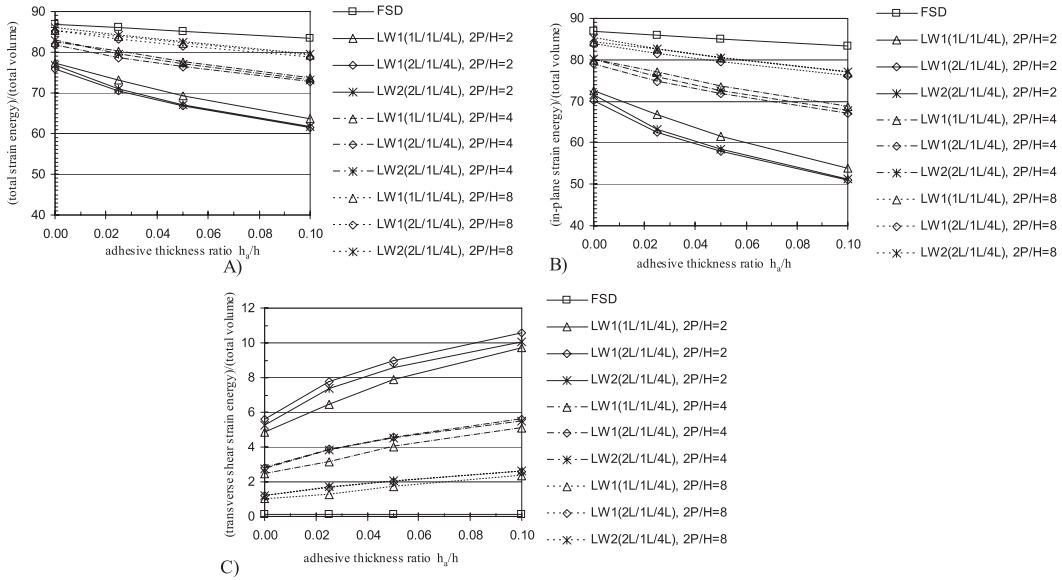 (total strain energy)/(total volume)
90
80
70
60
50
40
0.00 0.02 0.04 0.06 0.08 0.10
adhesive thickness ratio ha/h
A)
FSD
LW1(1L/1L/4L), 2P/H=2
LW1(2L/1L/4L), 2P/H=2
LW2(2L/1L/4L), 2P/H=2
LW1(1L/1L/4L), 2P/H=4
LW1(2L/1L/4L), 2P/H=4
LW2(2L/1L/4L), 2P/H=4
LW1(1L/1L/4L), 2P/H=8
LW1(2L/1L/4L), 2P/H=8
LW2(2L/1L/4L), 2P/H=8
(in-plane strain energy)/(total volume)
90
80
70
60
50
40
0.00 0.02 0.04 0.06 0.08 0.10
adhesive thickness ratio ha/h
B)
FSD
LW1(1L/1L/4L), 2P/H=2
LW1(2L/1L/4L), 2P/H=2
LW2(2L/1L/4L), 2P/H=2
LW1(1L/1L/4L), 2P/H=4
LW1(2L/1L/4L), 2P/H=4
LW2(2L/1L/4L), 2P/H=4
LW1(1L/1L/4L), 2P/H=8
LW1(2L/1L/4L), 2P/H=8
LW2(2L/1L/4L), 2P/H=8
(transverse shear strain energy)/(total volume)
12
10
8
6
4
2
0
0.00 0.02 0.04 0.06 0.08 0.10
adhesive thickness ratio ha/h
C)
FSD
LW1(1L/1L/4L), 2P/H=2
LW1(2L/1L/4L), 2P/H=2
LW2(2L/1L/4L), 2P/H=2
LW1(1L/1L/4L), 2P/H=4
LW1(2L/1L/4L), 2P/H=4
LW2(2L/1L/4L), 2P/H=4
LW1(1L/1L/4L), 2P/H=8
LW1(2L/1L/4L), 2P/H=8
LW2(2L/1L/4L), 2P/H=8